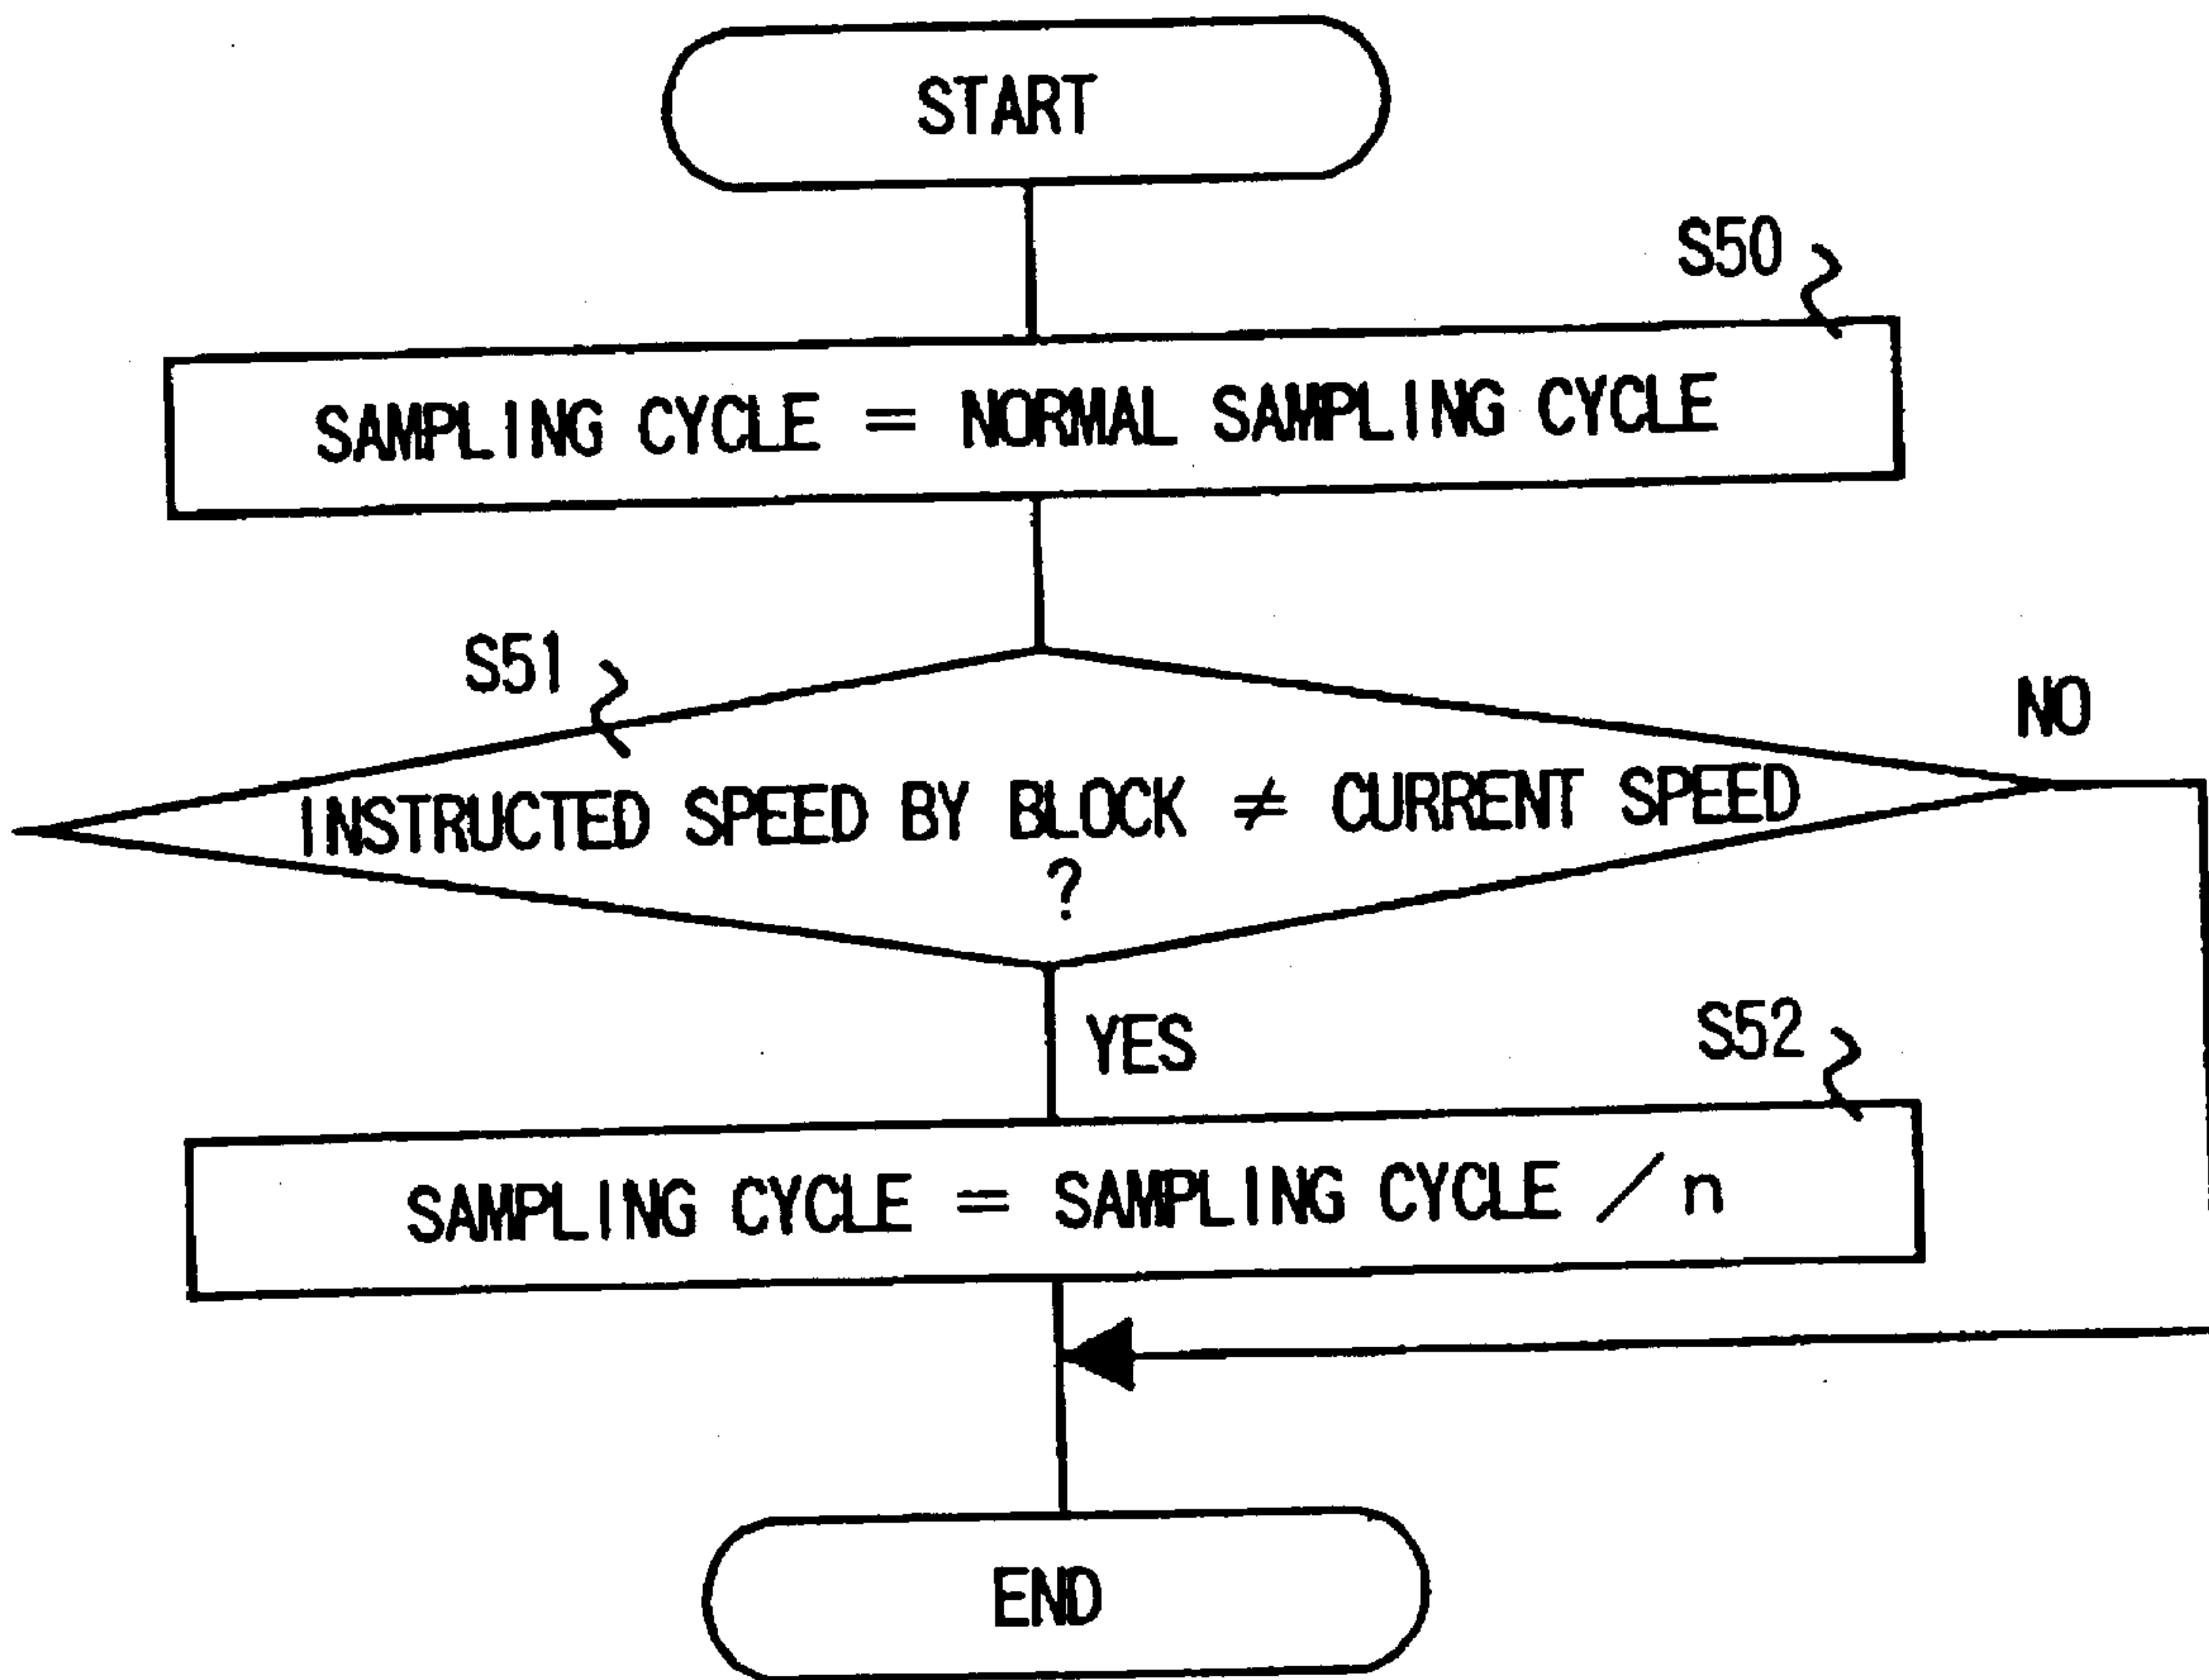 START
S50
SAMPLING CYCLE = NORMAL SAMPLING CYCLE
S51
NO
INSTRUCTED SPEED BY BLOCK ≠ CURRENT SPEED
?
YES
S52
SAMPLING CYCLE = SAMPLING CYCLE / n
END